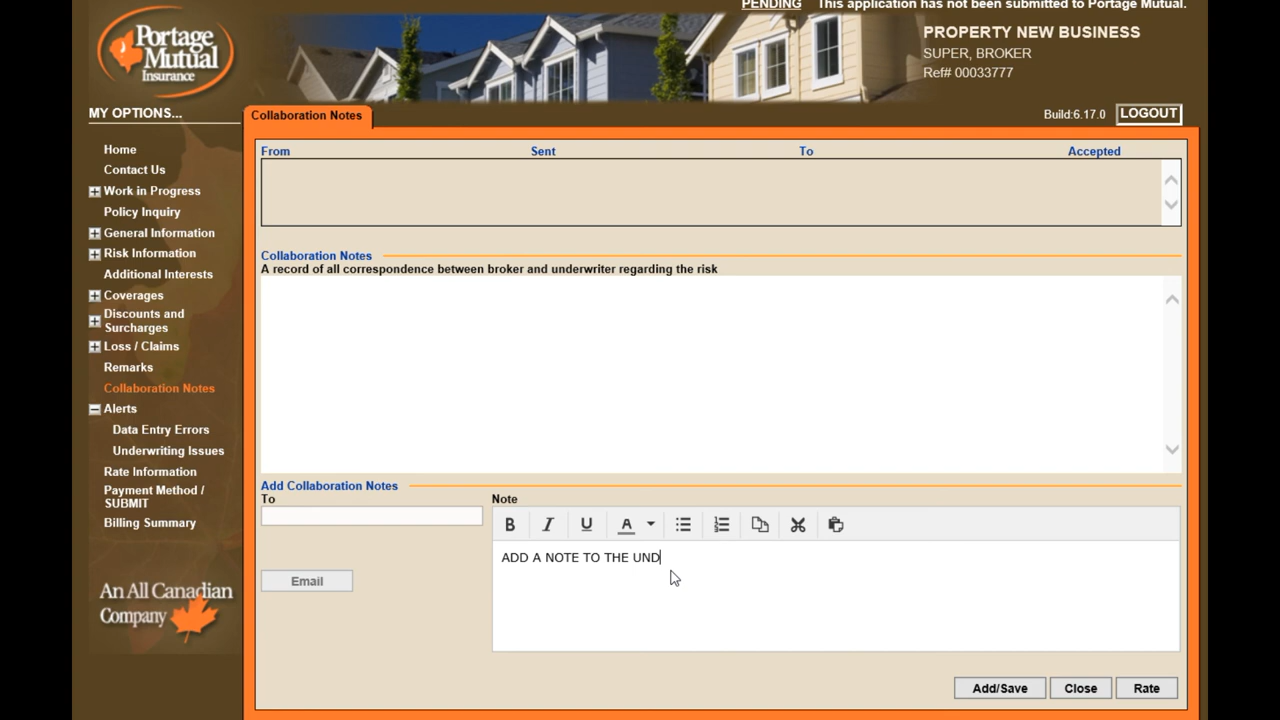 PENDING This application has not been submitted to Portage Mutual.
Portage
Mutual
Insurance
PROPERTY NEW BUSINESS
SUPER, BROKER
Ref# 00033777
MY OPTIONS...
Collaboration Notes
Build:6.17.0 LOGOUT
Home
Contact Us
Work in Progress
Policy Inquiry
General Information
Risk Information
Additional Interests
Coverages
Discounts and
Surcharges
Loss / Claims
Remarks
Collaboration Notes
Alerts
Data Entry Errors
Underwriting Issues
Rate Information
Payment Method /
SUBMIT
Billing Summary
An All Canadian
Company
From Sent To Accepted
Collaboration Notes
A record of all correspondence between broker and underwriter regarding the risk
Add Collaboration Notes
To
Note
B I U A
ADD A NOTE TO THE UND
Email
Add/Save Close Rate